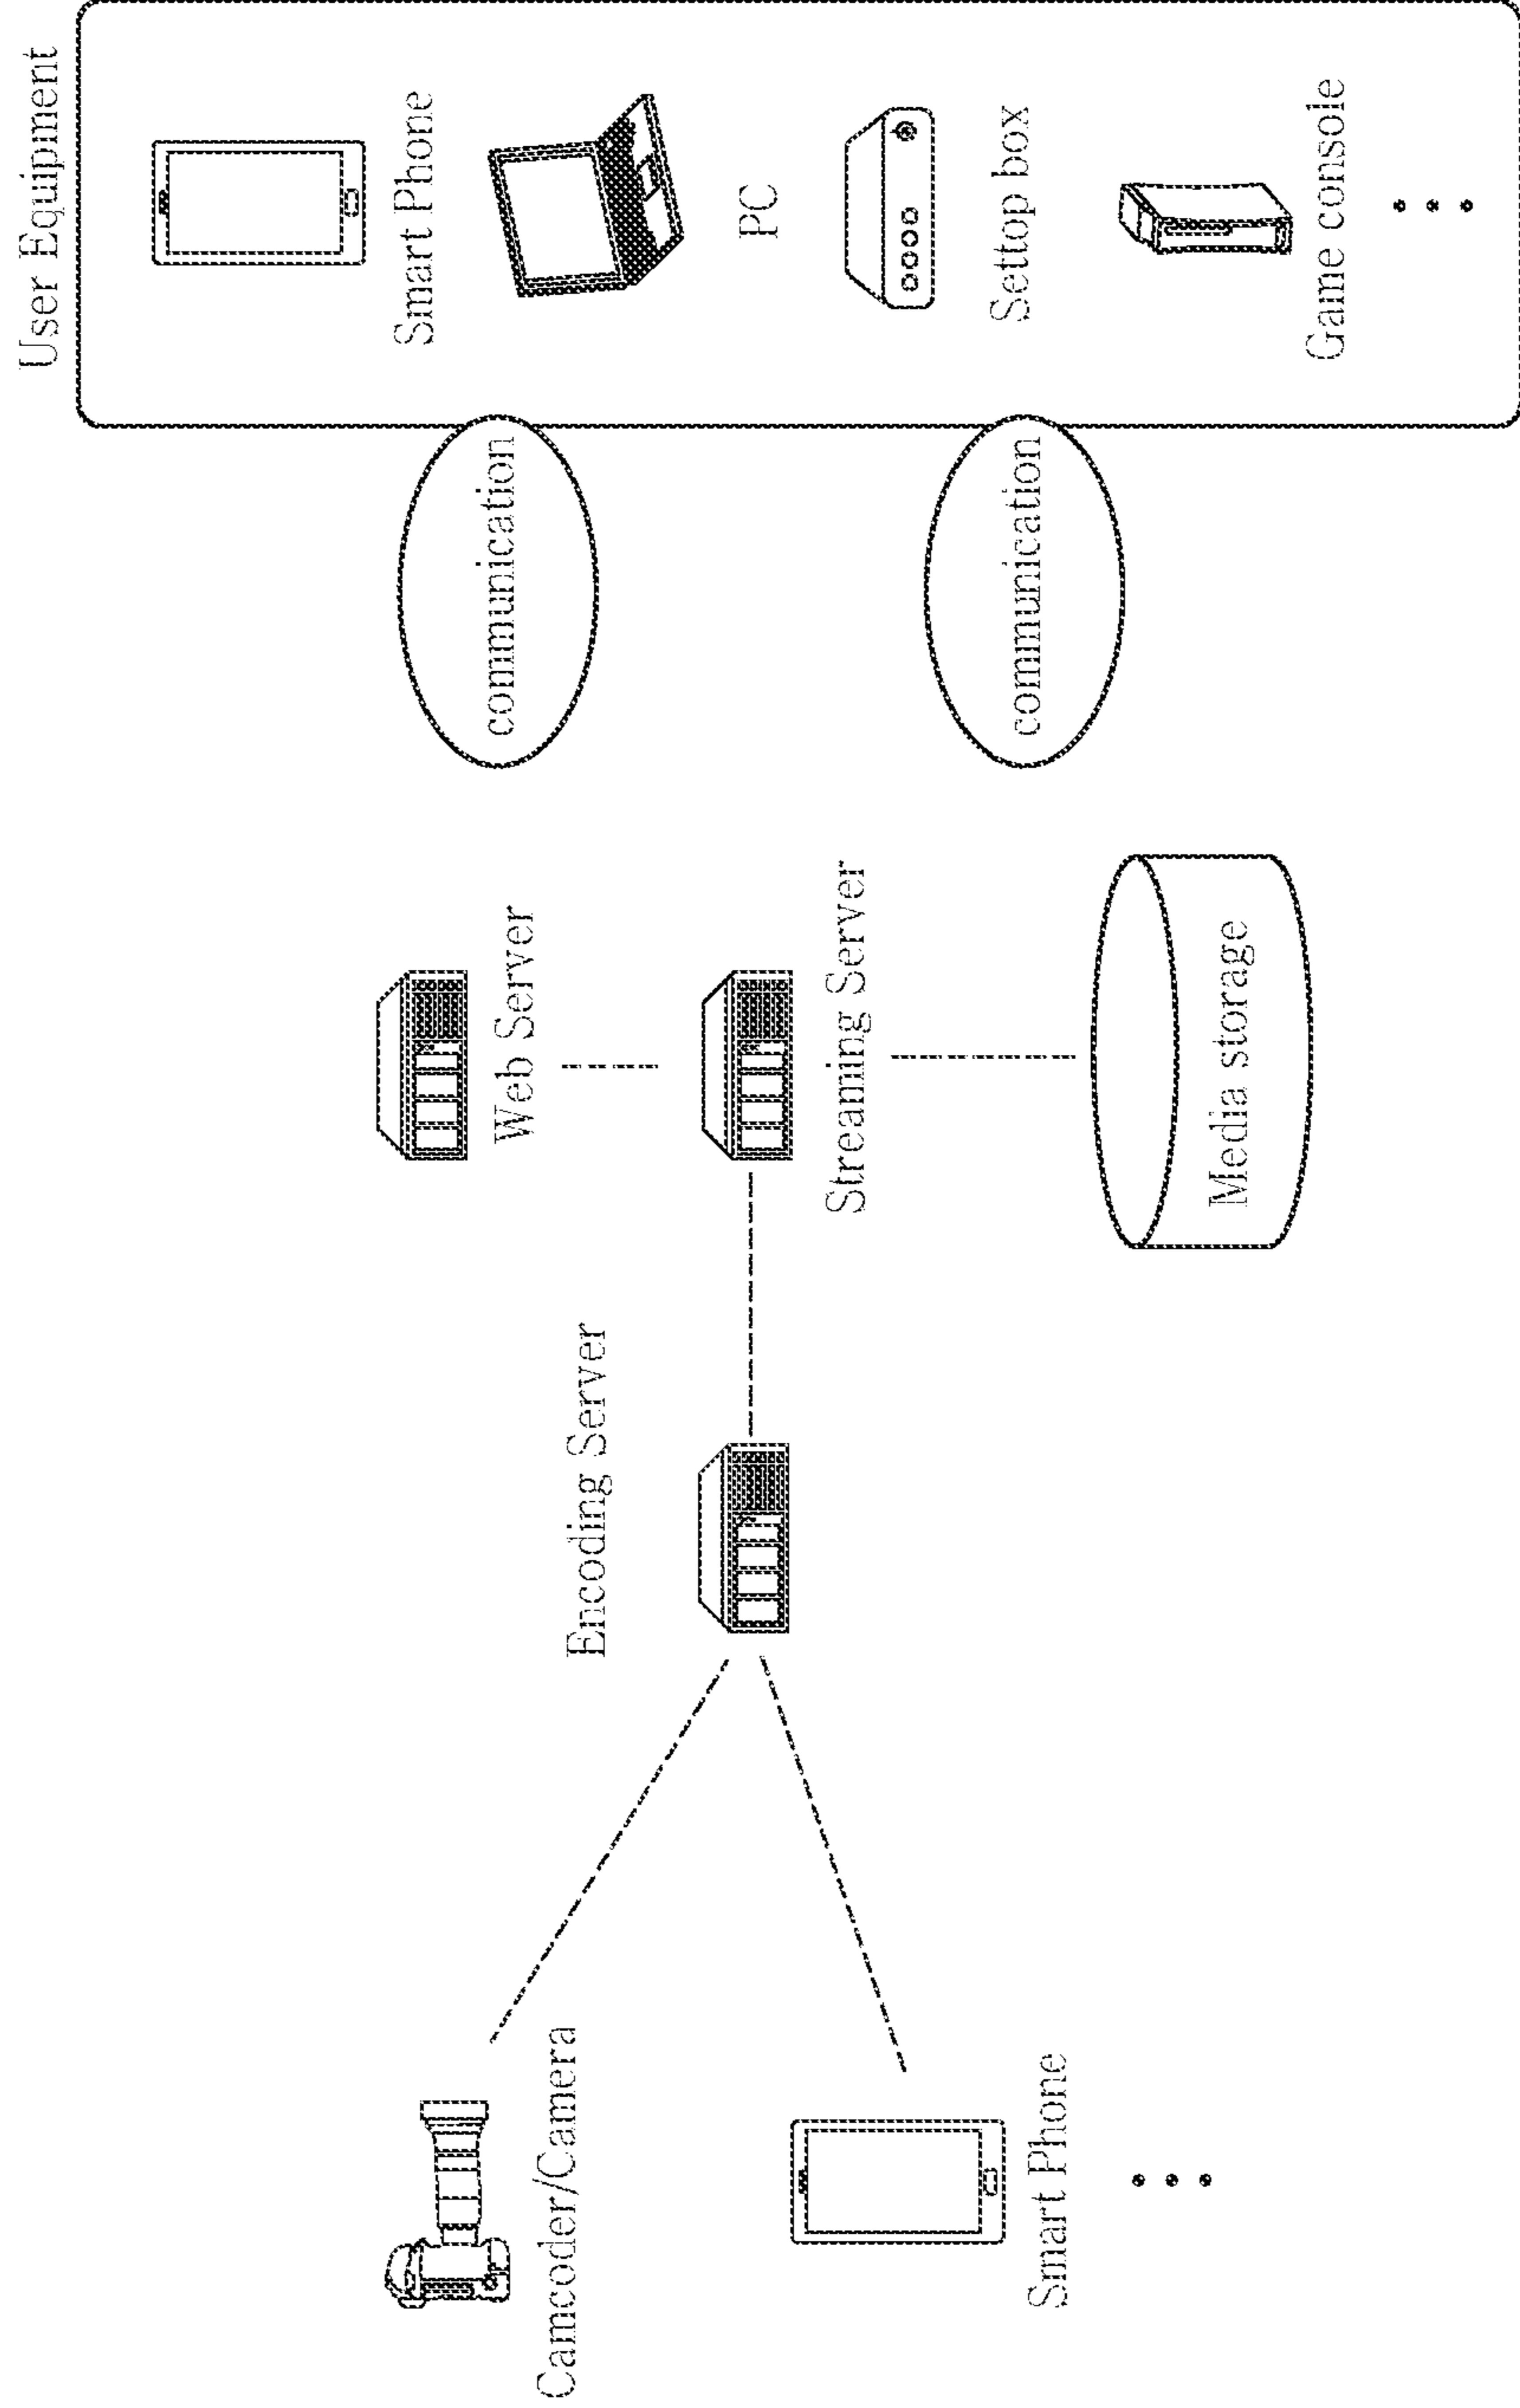 Camcoder/Camera
Smart Phone
Encoding Server
Web Server
Streaming Server
Media storage
communication
communication
User Equipment
Smart Phone
PC
Settop box
Game console